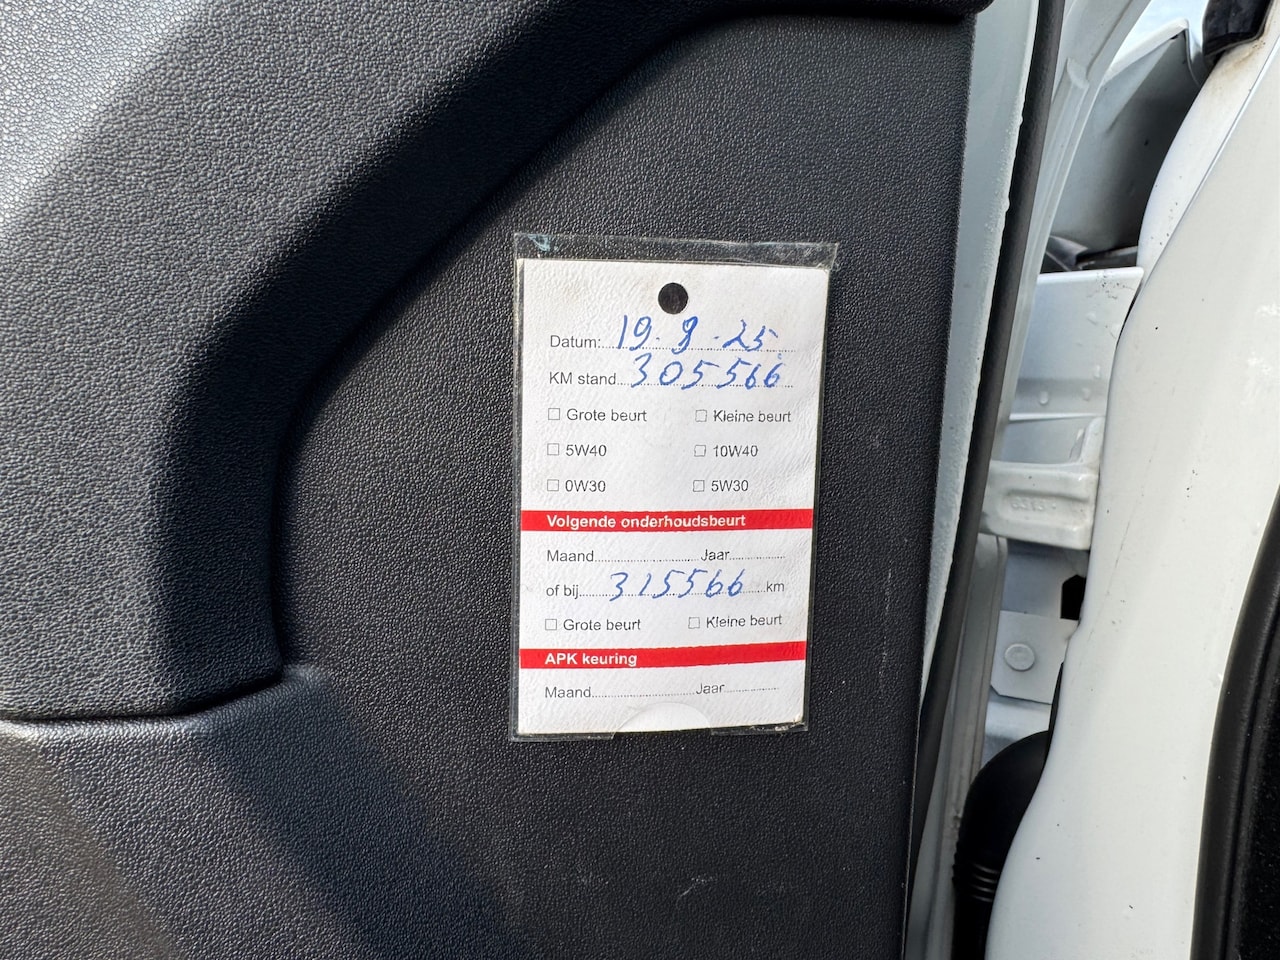 Datum: 19.9.25
KM stand 305566
Grote beurt Kleine beurt
5W40 10W40
0W30 5W30
Volgende onderhoudsbeurt
Maand Jaar
of bij 315566 km
Grote beurt Kleine beurt
APK keuring
Maand Jaar